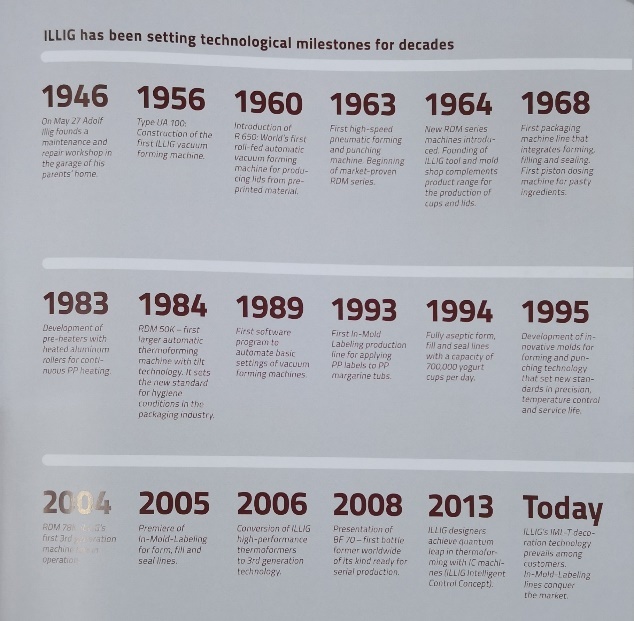 ILLIG has been setting technological milestones for decades
1946
On May 27 Adolf
Illig founds a
maintenance and
repair workshop in
the garage of his
parents' home.
1956
Type UA 100:
Construction of the
first ILLIG vacuum
forming machine.
1960
Introduction of
R 650: World's first
roll-fed automatic
vacuum forming
machine for produ-
cing lids from pre-
printed material.
1963
First high-speed
pneumatic forming
and punching
machine. Beginning
of market-proven
RDM series.
1964
New RDM series
machines introdu-
ced. Founding of
ILLIG tool and mold
shop complements
product range for
the production of
cups and lids.
1968
First packaging
machine line that
integrates forming,
filling and sealing.
First piston dosing
machine for pasty
ingredients.
1983
Development of
pre-heaters with
heated aluminum
rollers for conti-
nuous PP heating.
1984
RDM 50K – first
larger automatic
thermoforming
machine with tilt
technology. It sets
the new standard
for hygiene
conditions in the
packaging industry.
1989
First software
program to
automate basic
settings of vacuum
forming machines.
1993
First In-Mold
Labeling production
line for applying
PP labels to PP
margarine tubs.
1994
Fully aseptic form,
fill and seal lines
with a capacity of
700,000 yogurt
cups per day.
1995
Development of in-
novative molds for
forming and pun-
ching technology
that set new stan-
dards in precision,
temperature control
and service life.
2004
RDM
first 3rd
machine
operation
2005
Premiere of
In-Mold-Labeling
for form, fill and
seal lines.
2006
Conversion of ILLIG
high-performance
thermoformers
to 3rd generation
technology.
2008
Presentation of
BF 70 – first bottle
former worldwide
of its kind ready for
serial production.
2013
ILLIG designers
achieve quantum
leap in thermofor-
ming with IC machi-
nes (ILLIG Intelligent
Control Concept).
Today
ILLIG's IML-T deco-
ration technology
prevails among
customers.
In-Mold-Labeling
lines conquer
the market.